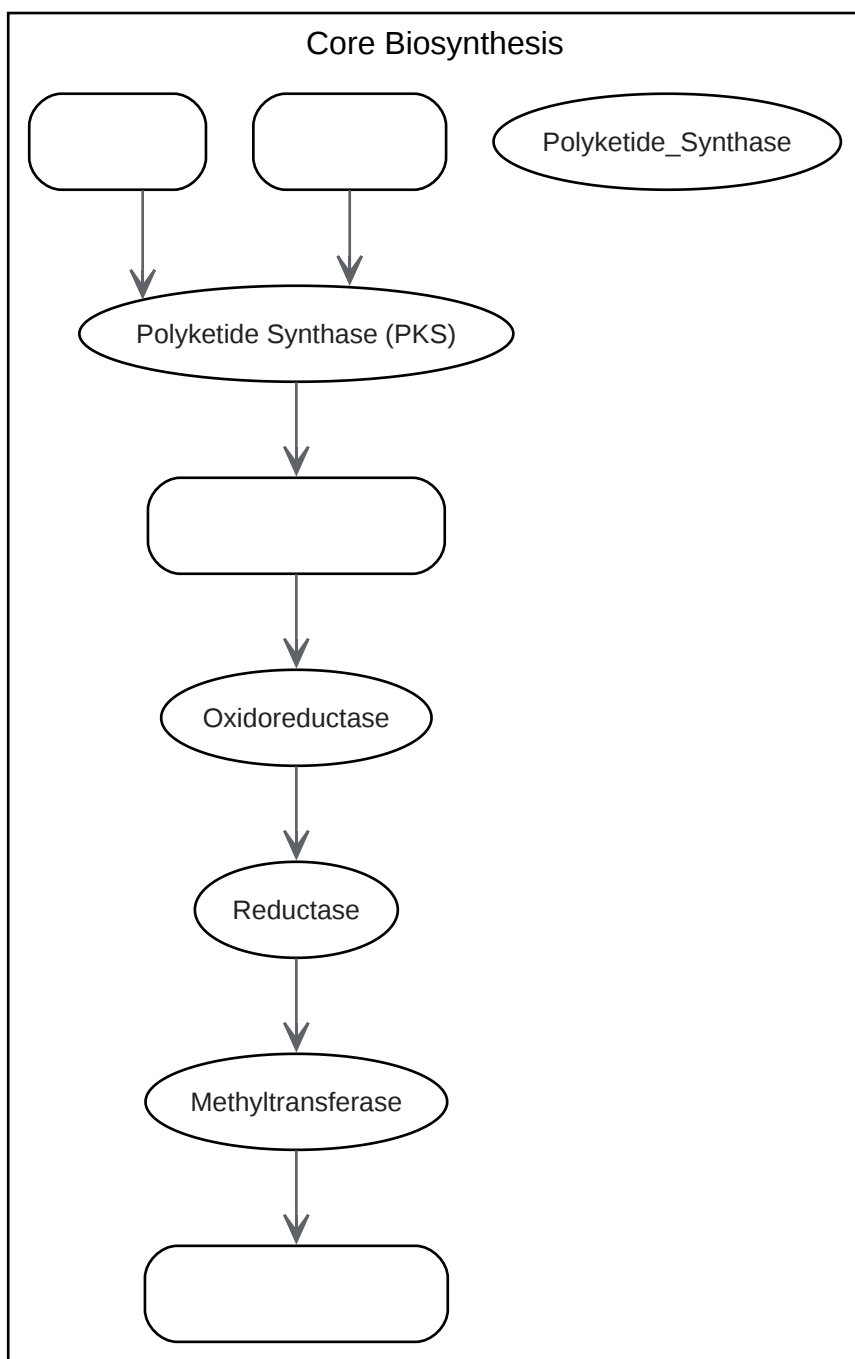 Core Biosynthesis
Polyketide_Synthase
Polyketide Synthase (PKS)
Oxidoreductase
Reductase
Methyltransferase